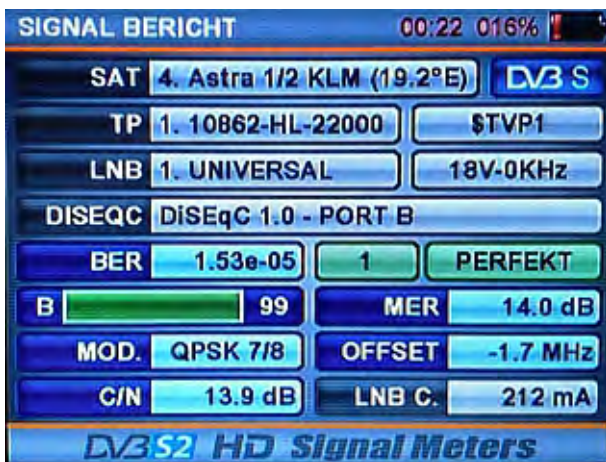 SIGNAL BERICHT 00:22 016%
SAT 4. Astra 1/2 KLM (19.2°E) DVB S
TP 1. 10862-HL-22000 $TVP1
LNB 1. UNIVERSAL 18V-0KHz
DISEQC DiSEqC 1.0 - PORT B
BER 1.53e-05 1 PERFEKT
B 99 MER 14.0 dB
MOD. QPSK 7/8 OFFSET -1.7 MHz
C/N 13.9 dB LNB C. 212 mA
DVB S2 HD Signal Meters